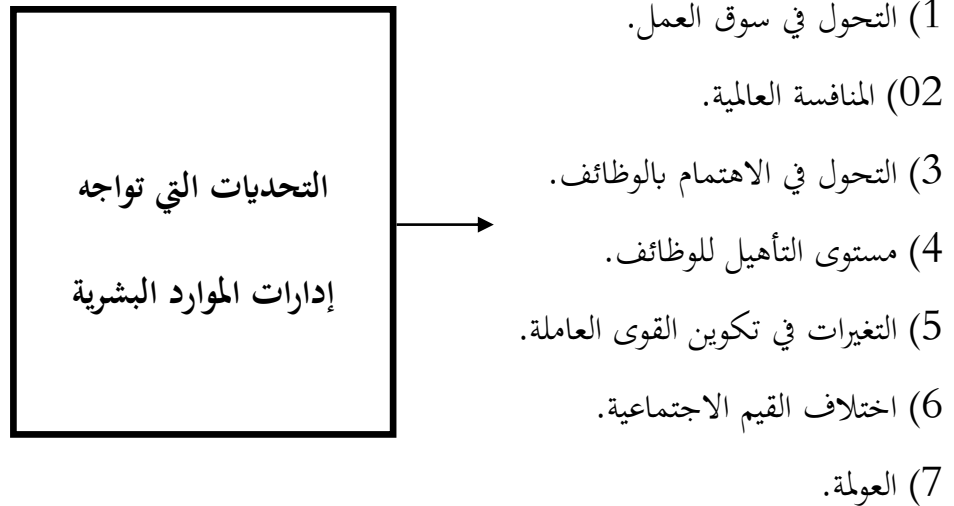 1) التحول في سوق العمل.
02) المنافسة العالمية.
3) التحول في الاهتمام بالوظائف.
4) مستوى التأهيل للوظائف.
5) التغيرات في تكوين القوى العاملة.
6) اختلاف القيم الاجتماعية.
7) العولمة.
التحديات التي تواجه
إدارات الموارد البشرية